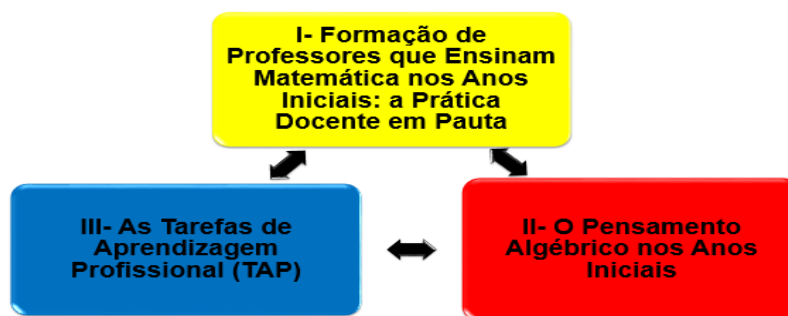 I- Formação de
Professores que Ensinam
Matemática nos Anos
Iniciais: a Prática
Docente em Pauta
III- As Tarefas de
Aprendizagem
Profissional (TAP)
II- O Pensamento
Algébrico nos Anos
Iniciais